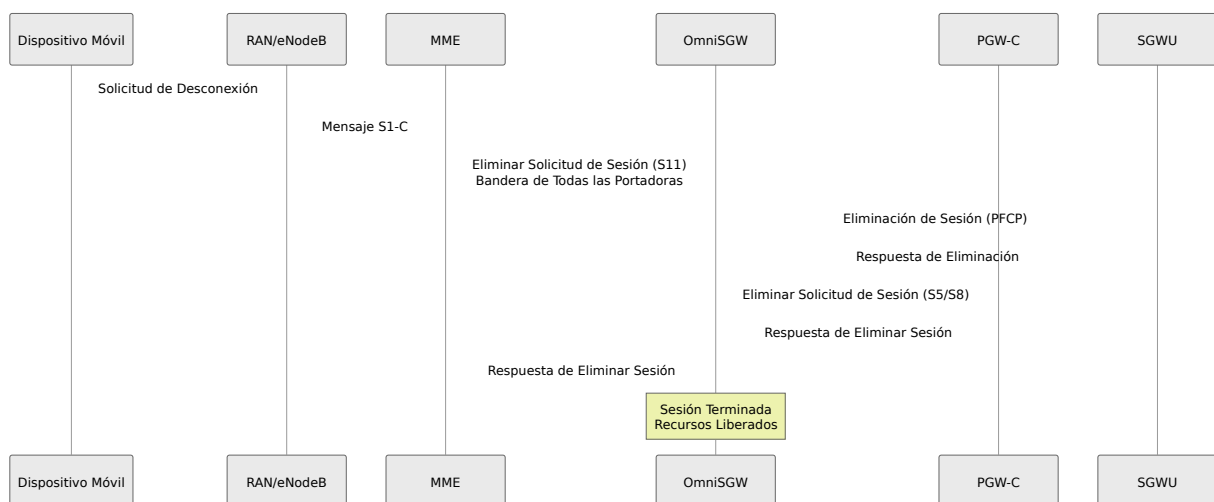 Dispositivo Móvil
RAN/eNodeB
MME
OmniSGW
PGW-C
SGWU
Solicitud de Desconexión
Mensaje S1-C
Eliminar Solicitud de Sesión (S11)
Bandera de Todas las Portadoras
Eliminación de Sesión (PFCP)
Respuesta de Eliminación
Eliminar Solicitud de Sesión (S5/S8)
Respuesta de Eliminar Sesión
Respuesta de Eliminar Sesión
Sesión Terminada
Recursos Liberados
Dispositivo Móvil
RAN/eNodeB
MME
OmniSGW
PGW-C
SGWU